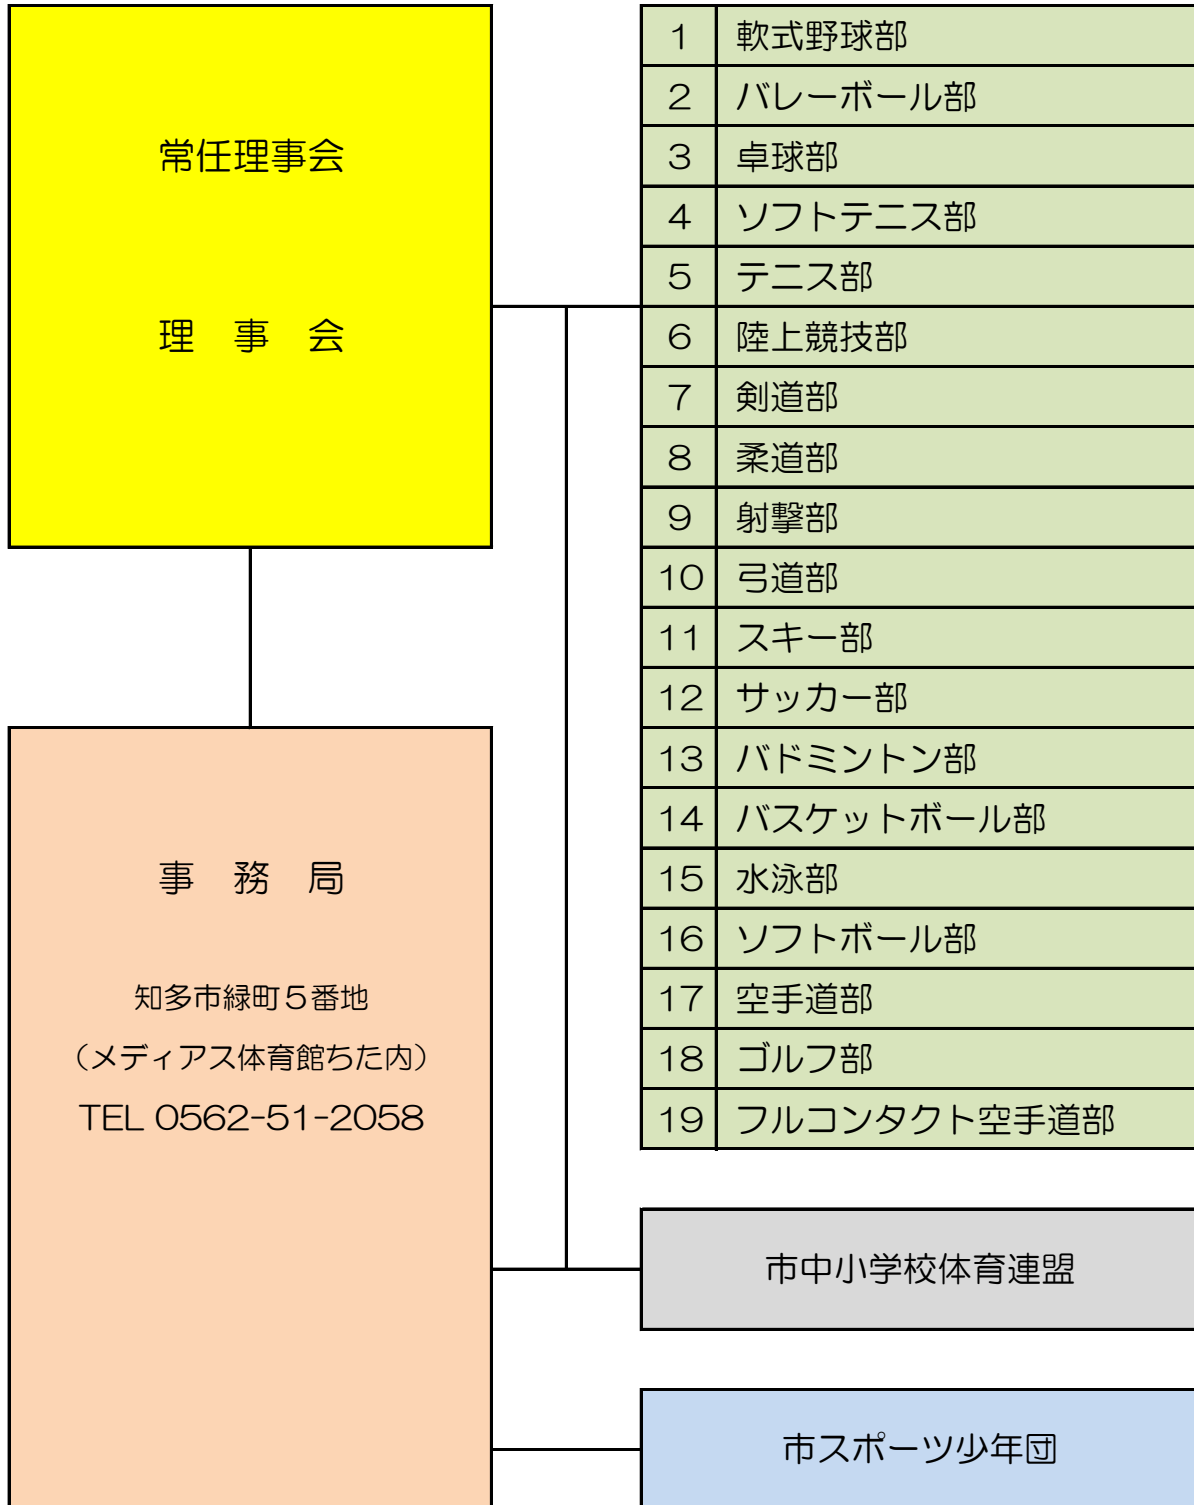 常任理事会
理　事　会
事　務　局
知多市緑町５番地
（メディアス体育館ちた内）
TEL 0562-51-2058
1 軟式野球部
2 バレーボール部
3 卓球部
4 ソフトテニス部
5 テニス部
6 陸上競技部
7 剣道部
8 柔道部
9 射撃部
10 弓道部
11 スキー部
12 サッカー部
13 バドミントン部
14 バスケットボール部
15 水泳部
16 ソフトボール部
17 空手道部
18 ゴルフ部
19 フルコンタクト空手道部
市中小学校体育連盟
市スポーツ少年団